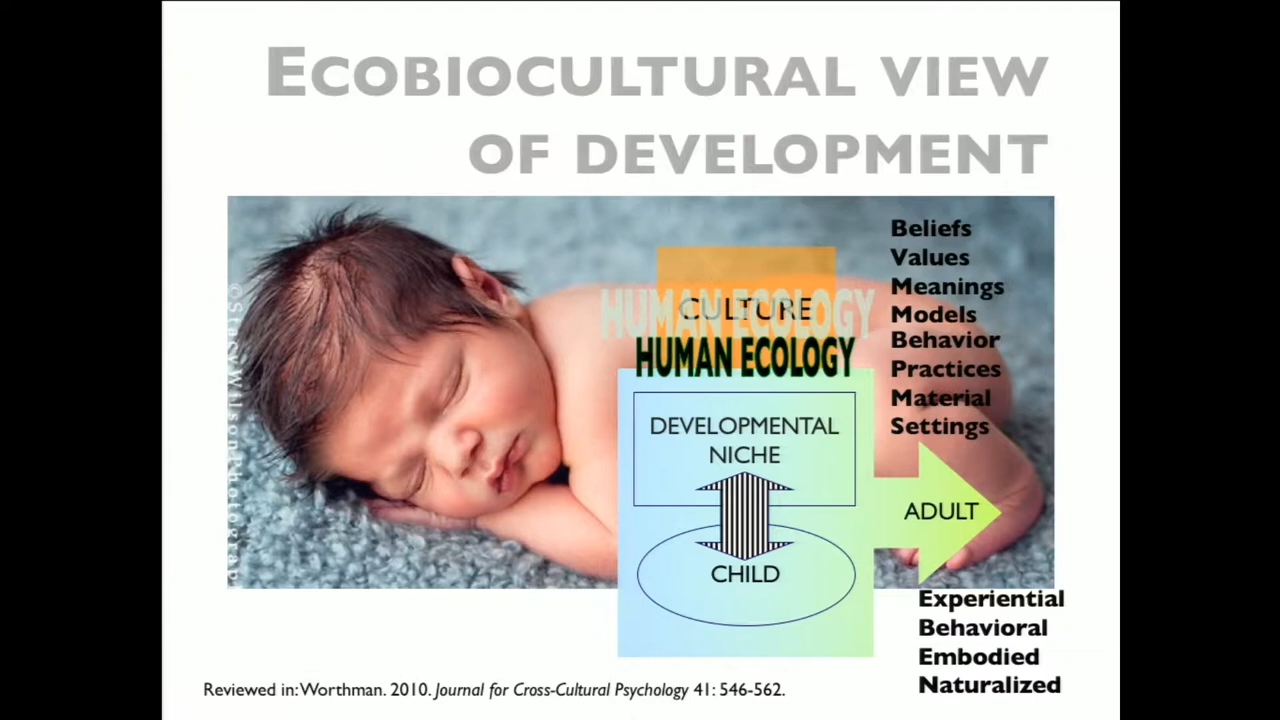 ECOBIOCULTURAL VIEW
OF DEVELOPMENT
HUMAN ECOLOGY
CULTURE
HUMAN ECOLOGY
DEVELOPMENTAL
NICHE
CHILD
ADULT
Beliefs
Values
Meanings
Models
Behavior
Practices
Material
Settings
Experiential
Behavioral
Embodied
Naturalized
Reviewed in: Worthman. 2010. Journal for Cross-Cultural Psychology 41: 546-562.